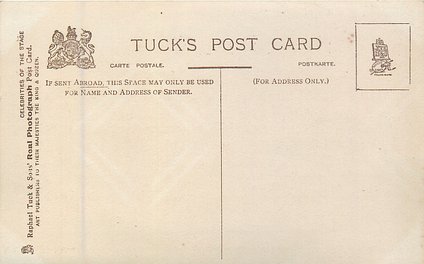 TUCK'S POST CARD
CARTE POSTALE.
POSTKARTE.
IF SENT ABROAD, THIS SPACE MAY ONLY BE USED
FOR NAME AND ADDRESS OF SENDER.
(FOR ADDRESS ONLY.)
CELEBRITIES OF THE STAGE
Raphael Tuck & Sons' Real Photograph Post Card.
ART PUBLISHERS TO THEIR MAJESTIES THE KING & QUEEN.